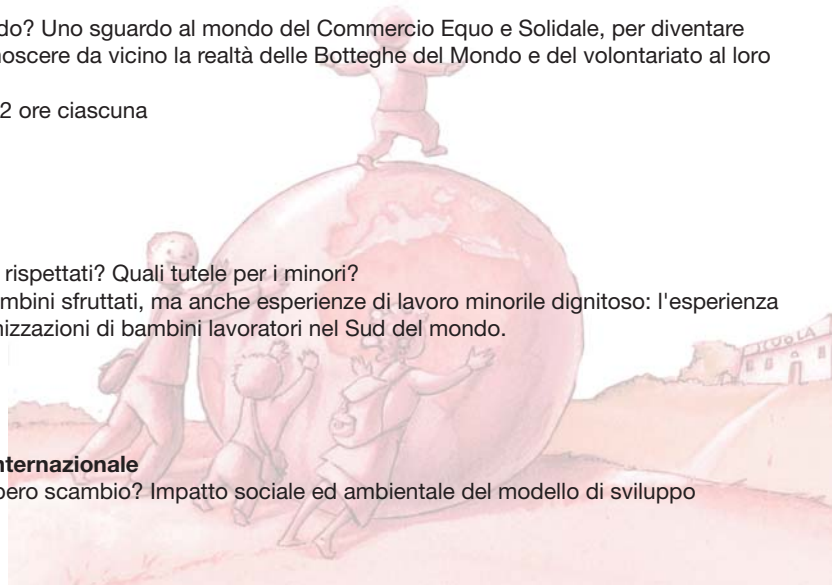 do? Uno sguardo al mondo del Commercio Equo e Solidale, per diventare
noscere da vicino la realtà delle Botteghe del Mondo e del volontariato al loro
2 ore ciascuna
rispettati? Quali tutele per i minori?
mbini sfruttati, ma anche esperienze di lavoro minorile dignitoso: l'esperienza
nizzazioni di bambini lavoratori nel Sud del mondo.
SCUOLA
nternazionale
pero scambio? Impatto sociale ed ambientale del modello di sviluppo